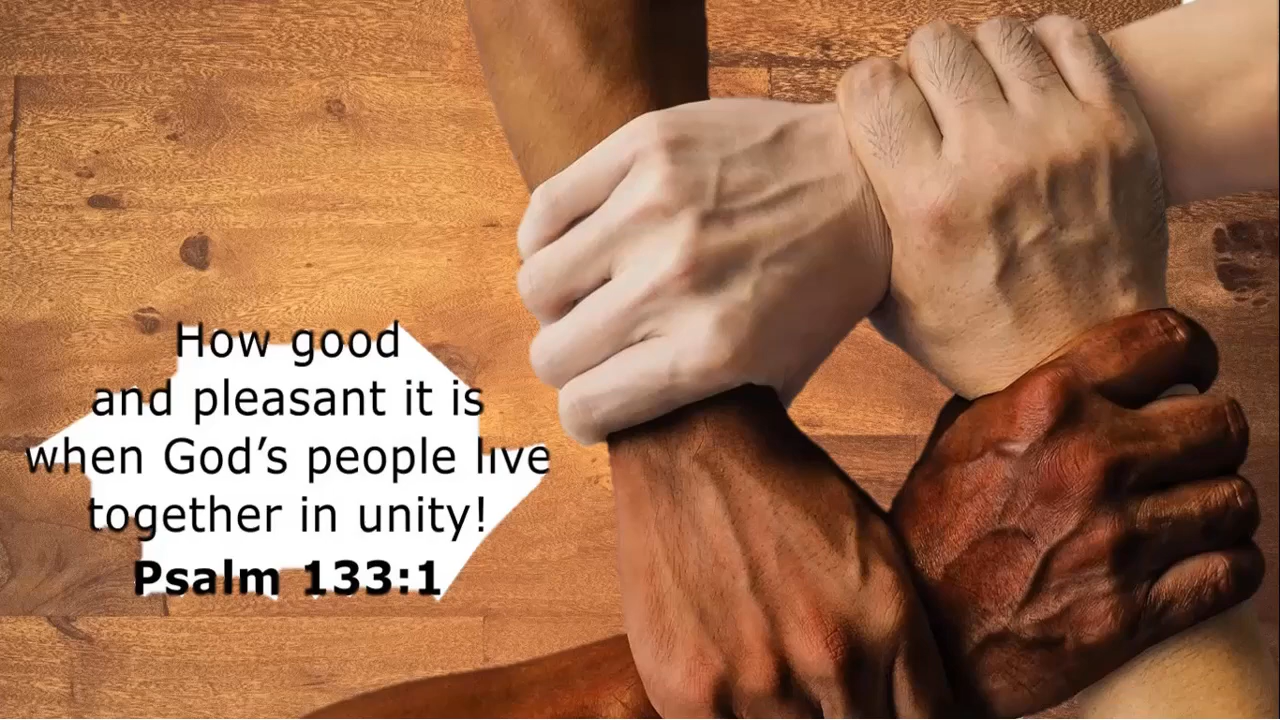 How good
and pleasant it is
when God’s people live
together in unity!
Psalm 133:1